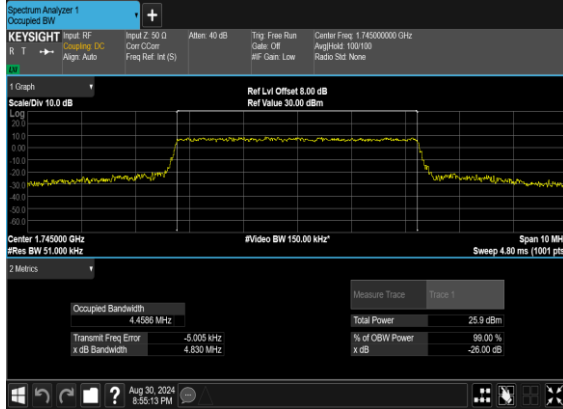 Spectrum Analyzer 1
Occupied BW
+
KEYSIGHT Input: RF Input Z: 50 Ω Atten: 40 dB Trig: Free Run Center Freq: 1.745000000 GHz
R T Coupling: DC Corr CCorr Gate: Off Avg|Hold: 100/100
Align: Auto Freq Ref: Int (S) #IF Gain: Low Radio Std: None
1 Graph
Scale/Div 10.0 dB Ref Lvl Offset 8.00 dB
Ref Value 30.00 dBm
Log
20.0
10.0
0.00
-10.0
-20.0
-30.0
-40.0
-50.0
-60.0
Center 1.745000 GHz #Video BW 150.00 kHz* Span 10 MH
#Res BW 51.000 kHz Sweep 4.80 ms (1001 pts
2 Metrics
Measure Trace Trace 1
Occupied Bandwidth
4.4586 MHz
Total Power 25.9 dBm
Transmit Freq Error -5.005 kHz % of OBW Power 99.00 %
x dB Bandwidth 4.830 MHz x dB -26.00 dB
? Aug 30, 2024
8:55:13 PM